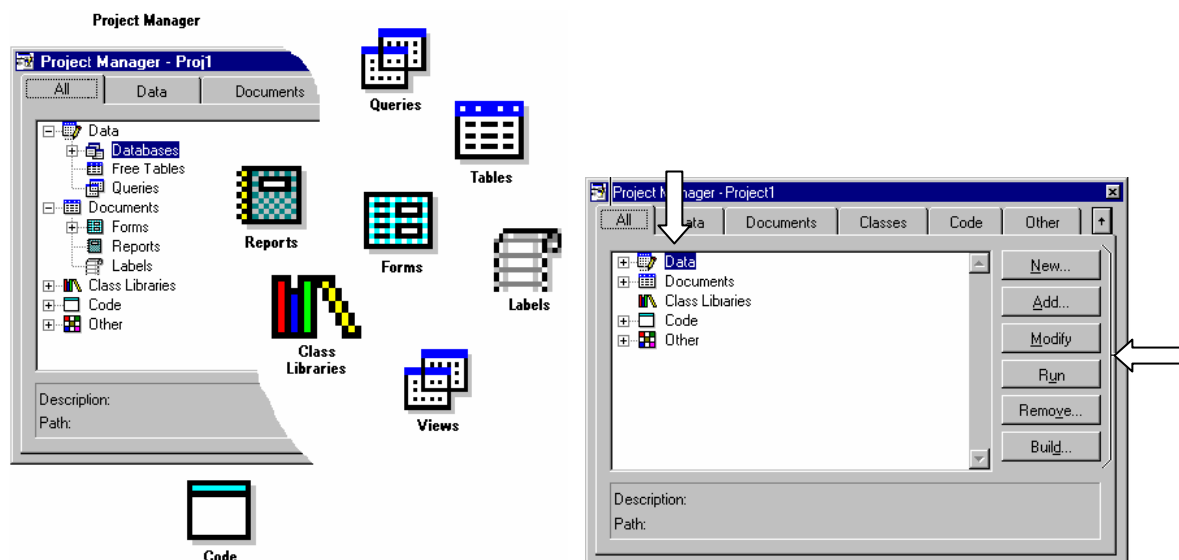 Project Manager
Project Manager - Proj1
All Data Documents
Data
Databases
Free Tables
Queries
Documents
Forms
Reports
Labels
Class Libraries
Code
Other
Description:
Path:
Queries
Tables
Reports
Forms
Labels
Class
Libraries
Views
Code
Project Manager - Project1
All Data Documents Classes Code Other
Data
Documents
Class Libraries
Code
Other
New...
Add...
Modify
Run
Remove...
Build...
Description:
Path: